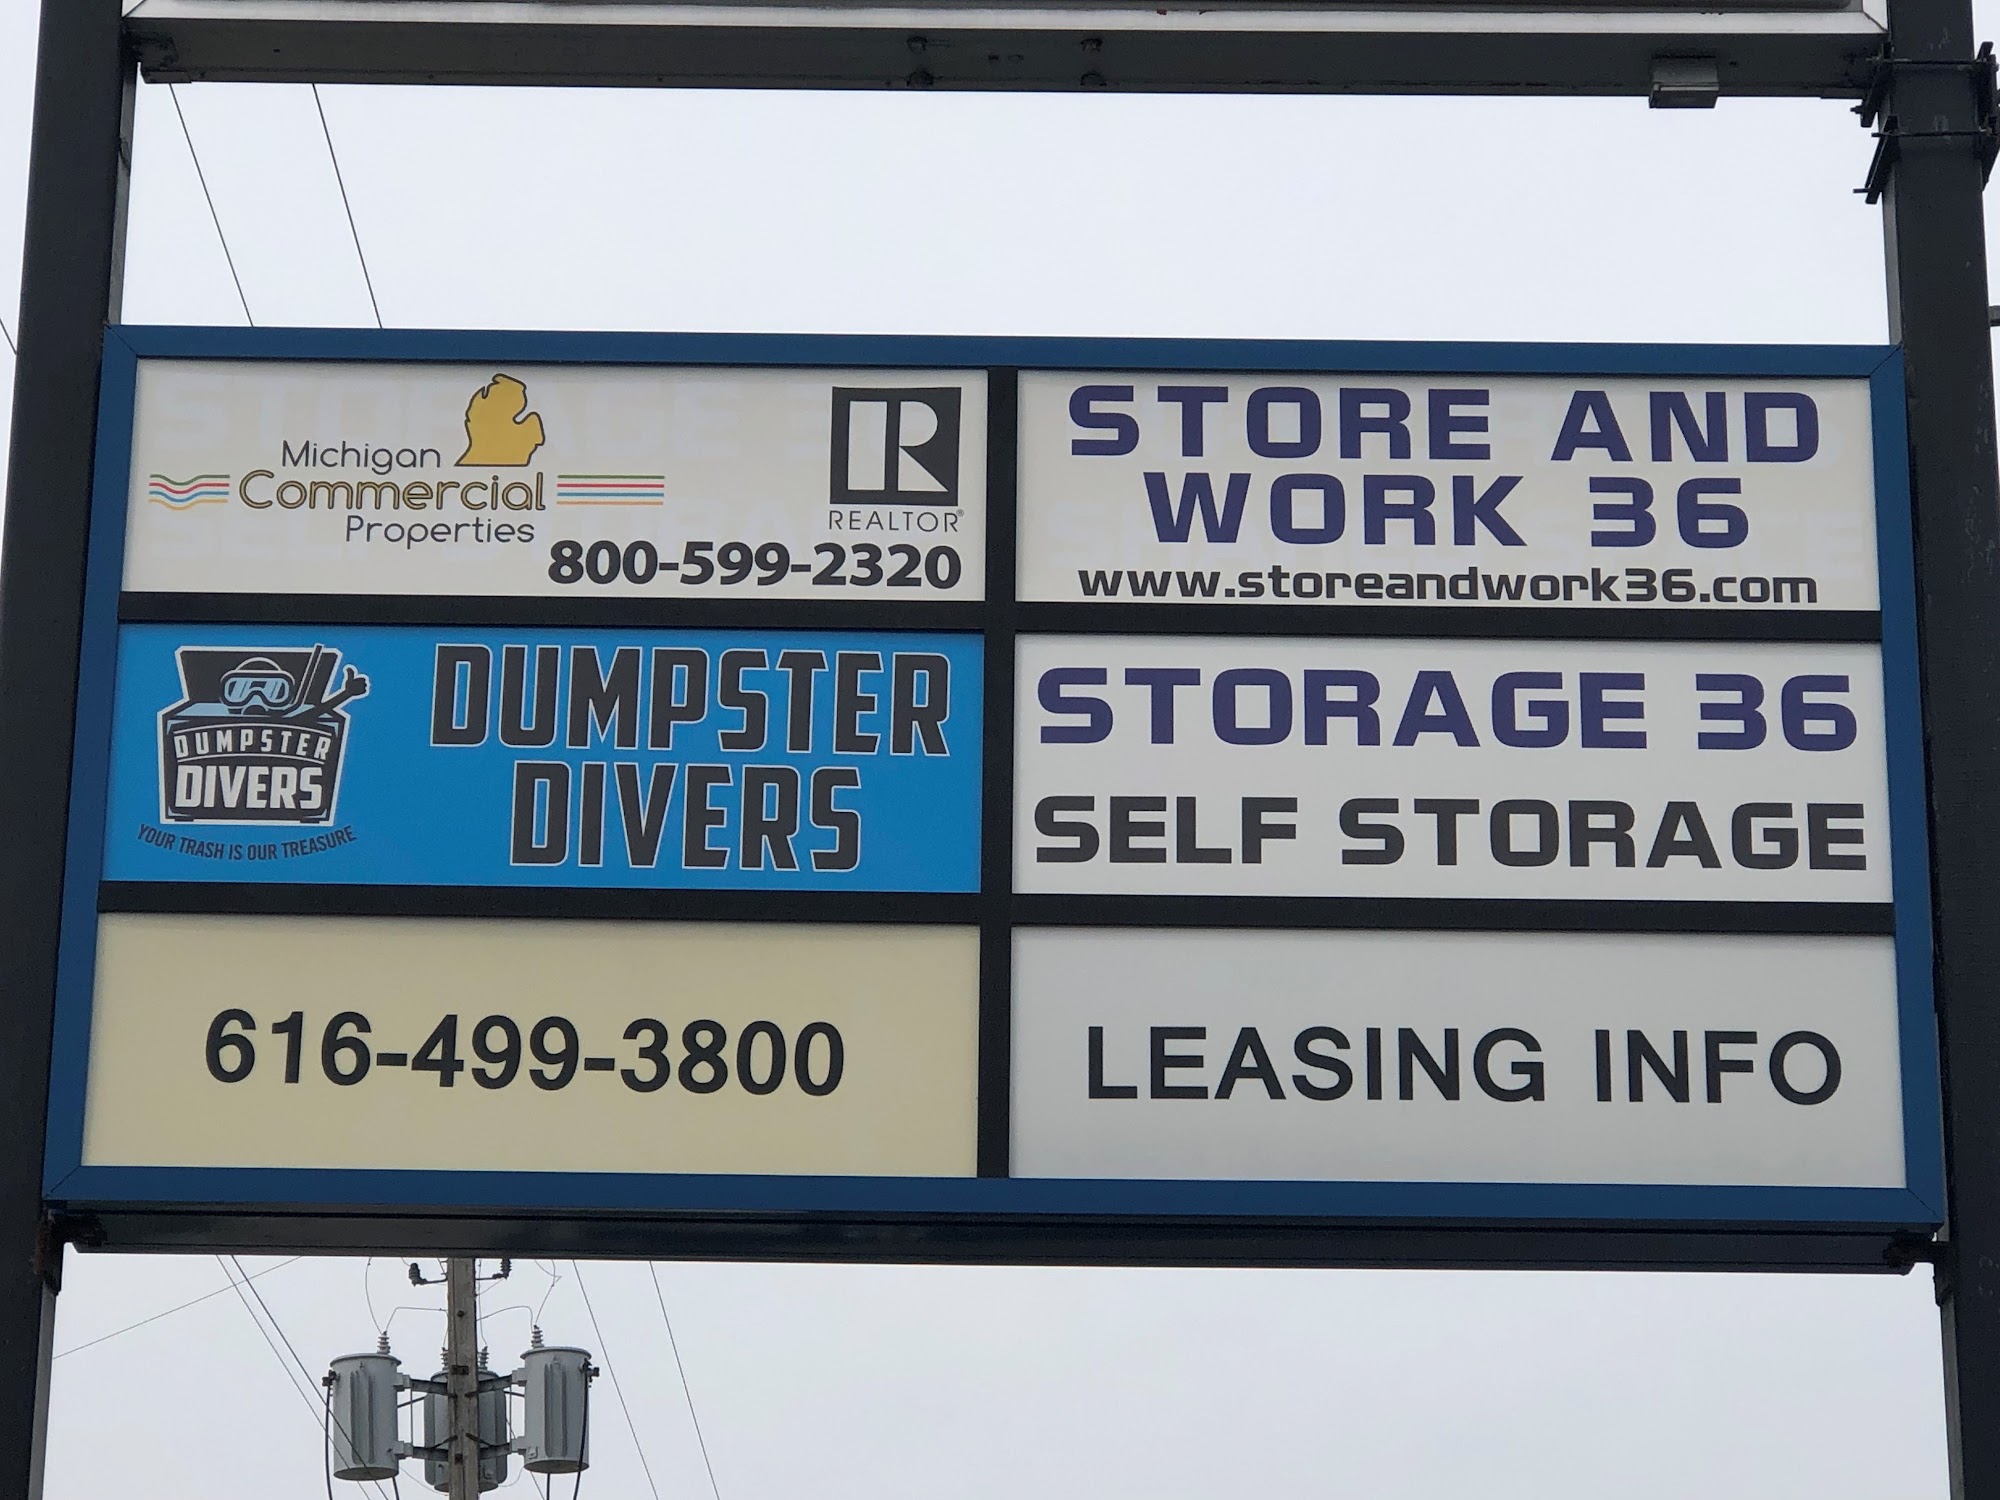 Michigan
Commercial
Properties
REALTOR®
800-599-2320
STORE AND
WORK 36
www.storeandwork36.com
DUMPSTER
DIVERS
YOUR TRASH IS OUR TREASURE
DUMPSTER
DIVERS
STORAGE 36
SELF STORAGE
616-499-3800
LEASING INFO